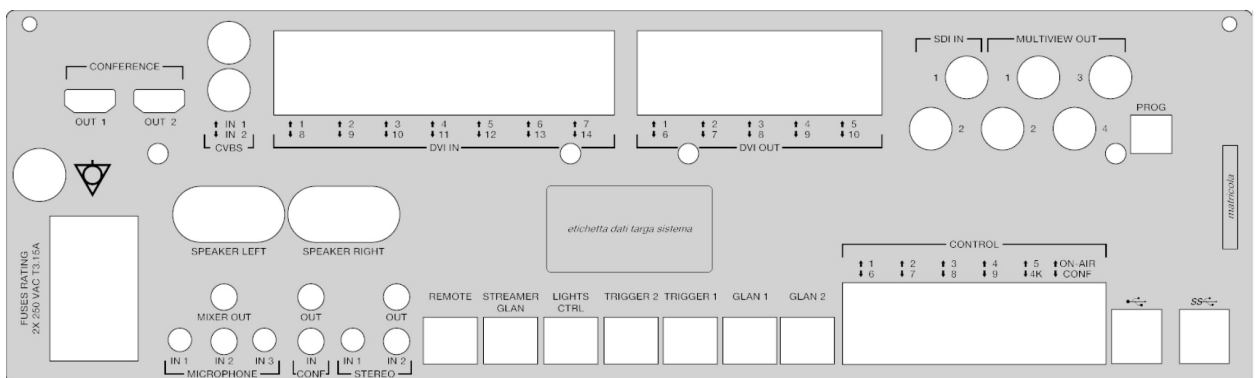 CONFERENCE
OUT 1 OUT 2
↑ IN 1
↓ IN 2
CVBS
↑ 1 ↑ 2 ↑ 3 ↑ 4 ↑ 5 ↑ 6 ↑ 7
↓ 8 ↓ 9 ↓ 10 ↓ 11 ↓ 12 ↓ 13 ↓ 14
DVI IN
↑ 1 ↑ 2 ↑ 3 ↑ 4 ↑ 5
↓ 6 ↓ 7 ↓ 8 ↓ 9 ↓ 10
DVI OUT
SDI IN MULTIVIEW OUT
1 1 3
2 2 4
PROG
matricola
FUSES RATING
2X 250 VAC T3.15A
SPEAKER LEFT SPEAKER RIGHT
etichetta dati targa sistema
CONTROL
↑ 1 ↑ 2 ↑ 3 ↑ 4 ↑ 5 ↑ ON-AIR
↓ 6 ↓ 7 ↓ 8 ↓ 9 ↓ 4K ↓ CONF
REMOTE STREAMER GLAN LIGHTS CTRL TRIGGER 2 TRIGGER 1 GLAN 1 GLAN 2
SS
MIXER OUT OUT OUT
IN 1 IN 2 IN 3 IN IN 1 IN 2
MICROPHONE CONF STEREO